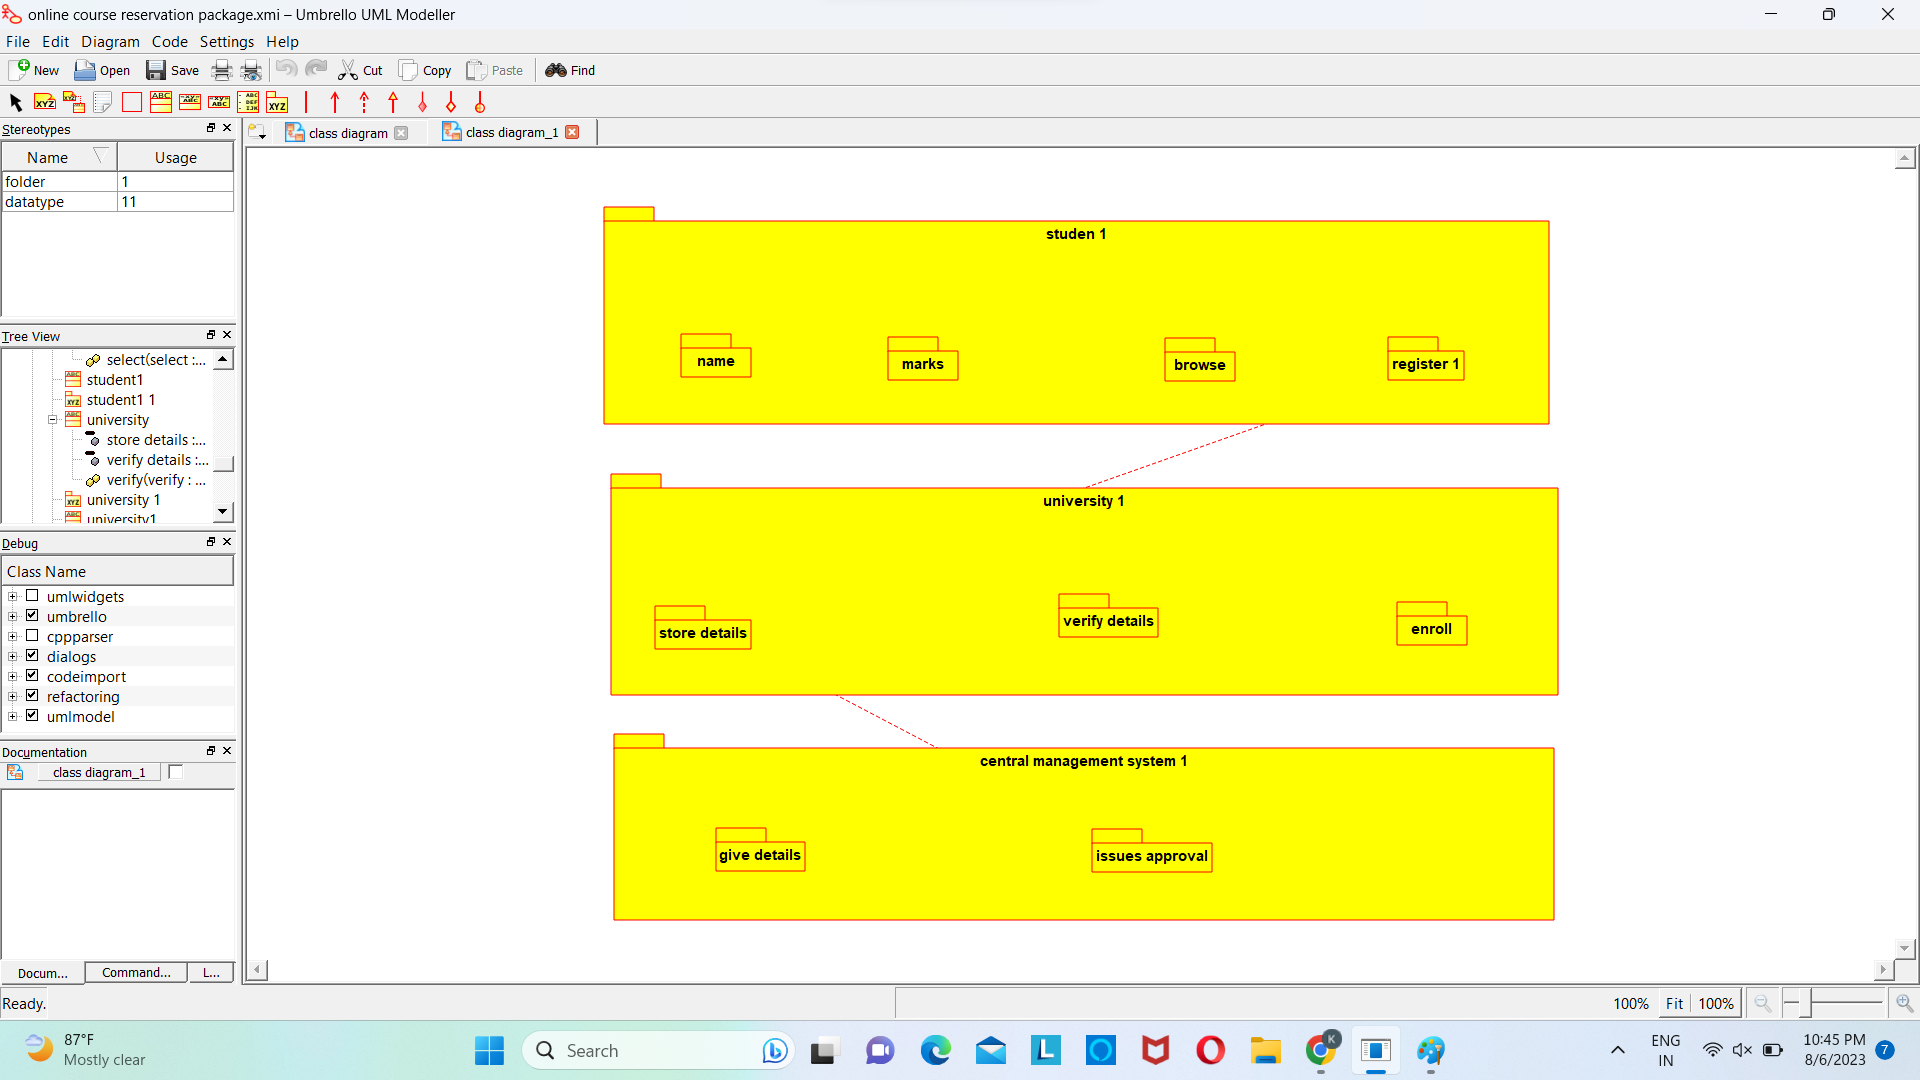 online course reservation package.xmi – Umbrello UML Modeller
File Edit Diagram Code Settings Help
New Open Save Cut Copy Paste Find
Stereotypes
Name Usage
folder 1
datatype 11
class diagram class diagram_1
Tree View
select(select :...
student1
student1 1
university
store details :...
verify details :...
verify(verify : ...
university 1
university1
Debug
Class Name
umlwidgets
umbrello
cppparser
dialogs
codeimport
refactoring
umlmodel
Documentation
class diagram_1
Docum... Command... L...
studen 1
name
marks
browse
register 1
university 1
store details
verify details
enroll
central management system 1
give details
issues approval
Ready.
100% Fit 100%
87°F
Mostly clear
Search
ENG
IN
10:45 PM
8/6/2023
7